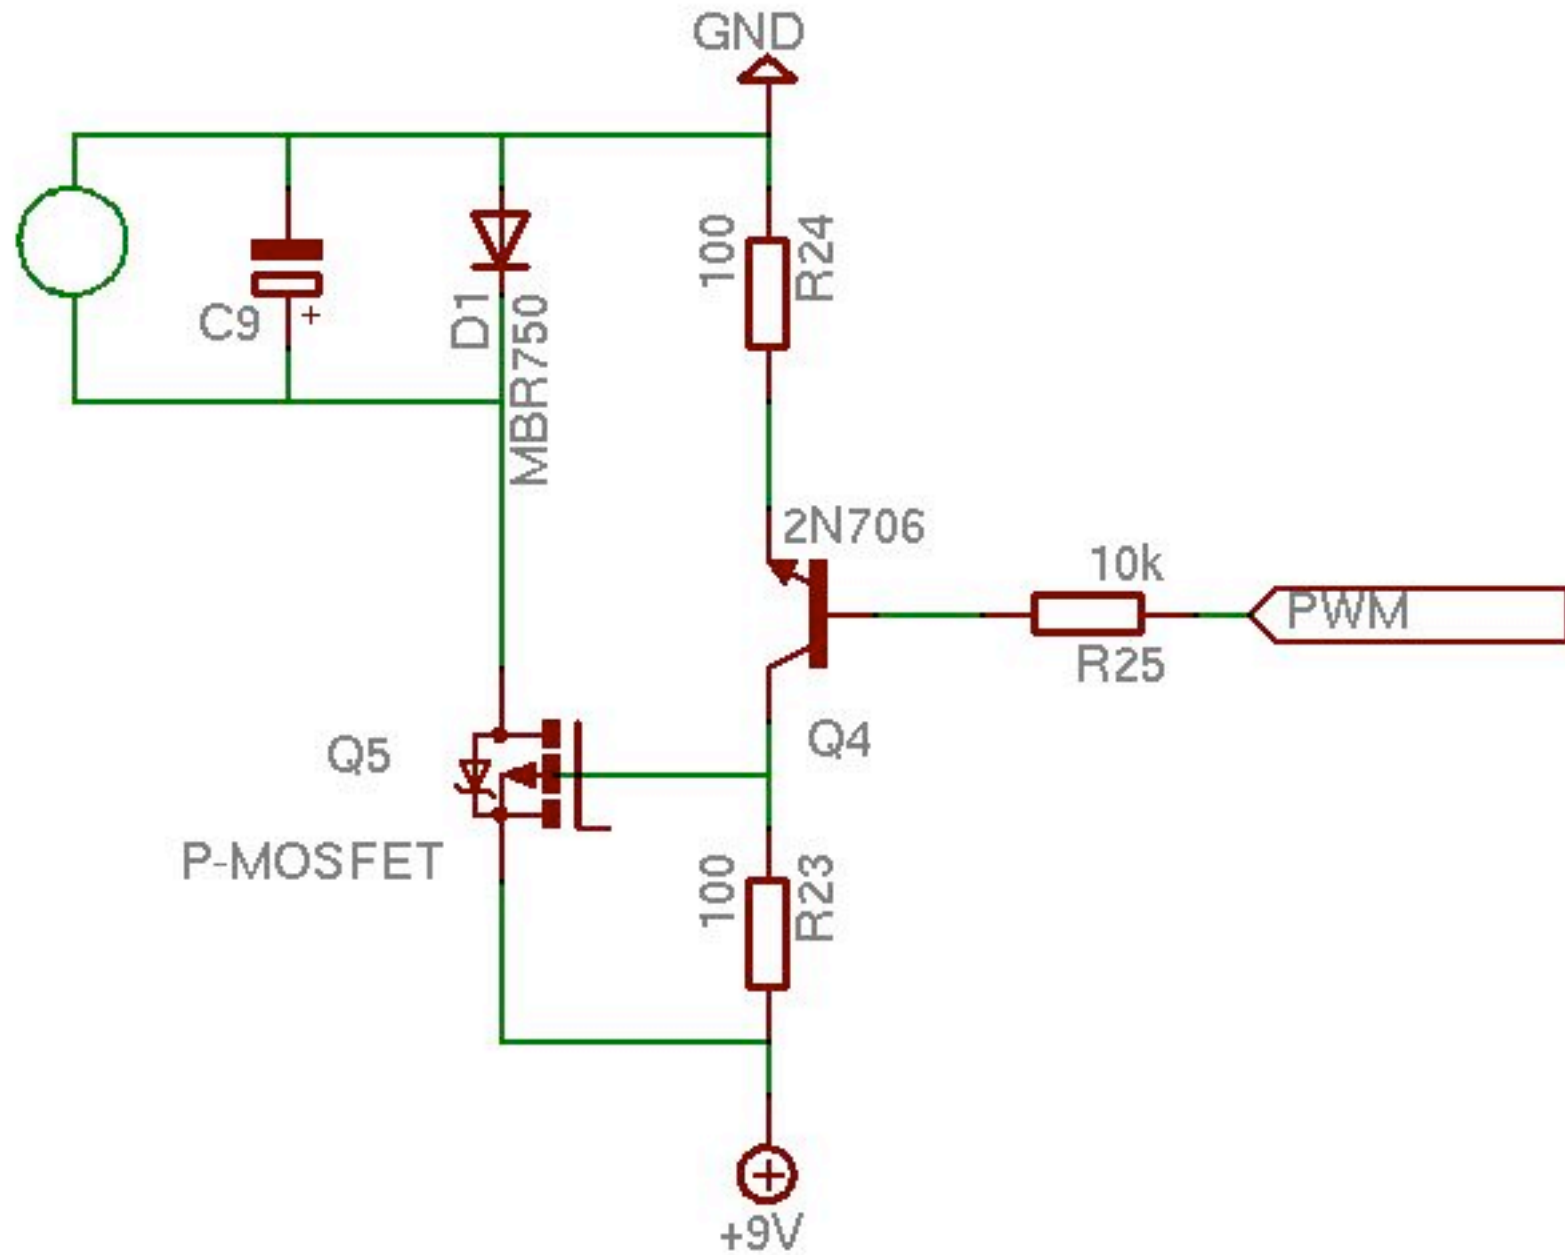 GND
100
R24
C9
+
D1
MBR750
2N706
10k
PWM
R25
Q4
Q5
P-MOSFET
100
R23
+9V